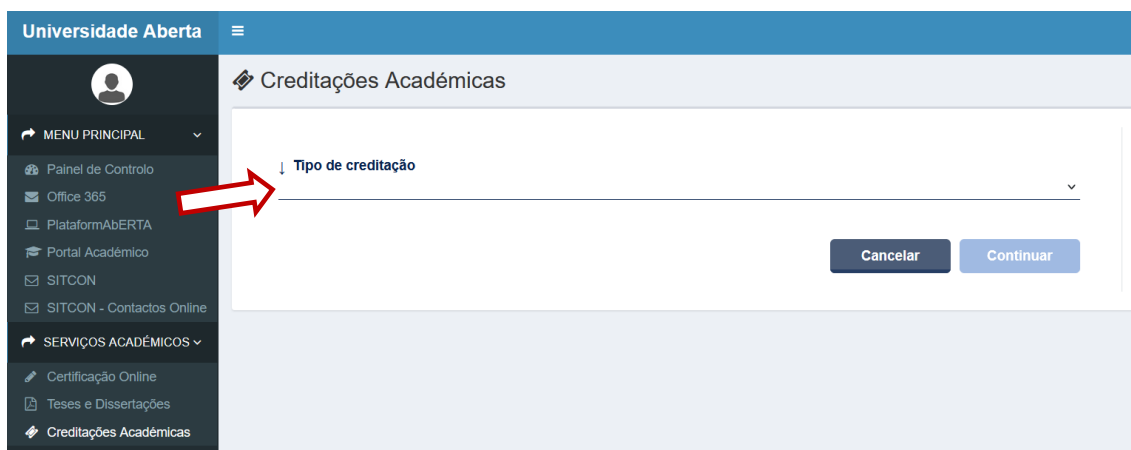 Universidade Aberta
Creditações Académicas
MENU PRINCIPAL
Painel de Controlo
Office 365
PlataformAbERTA
Portal Académico
SITCON
SITCON - Contactos Online
SERVIÇOS ACADÉMICOS
Certificação Online
Teses e Dissertações
Creditações Académicas
↓ Tipo de creditação
Cancelar
Continuar